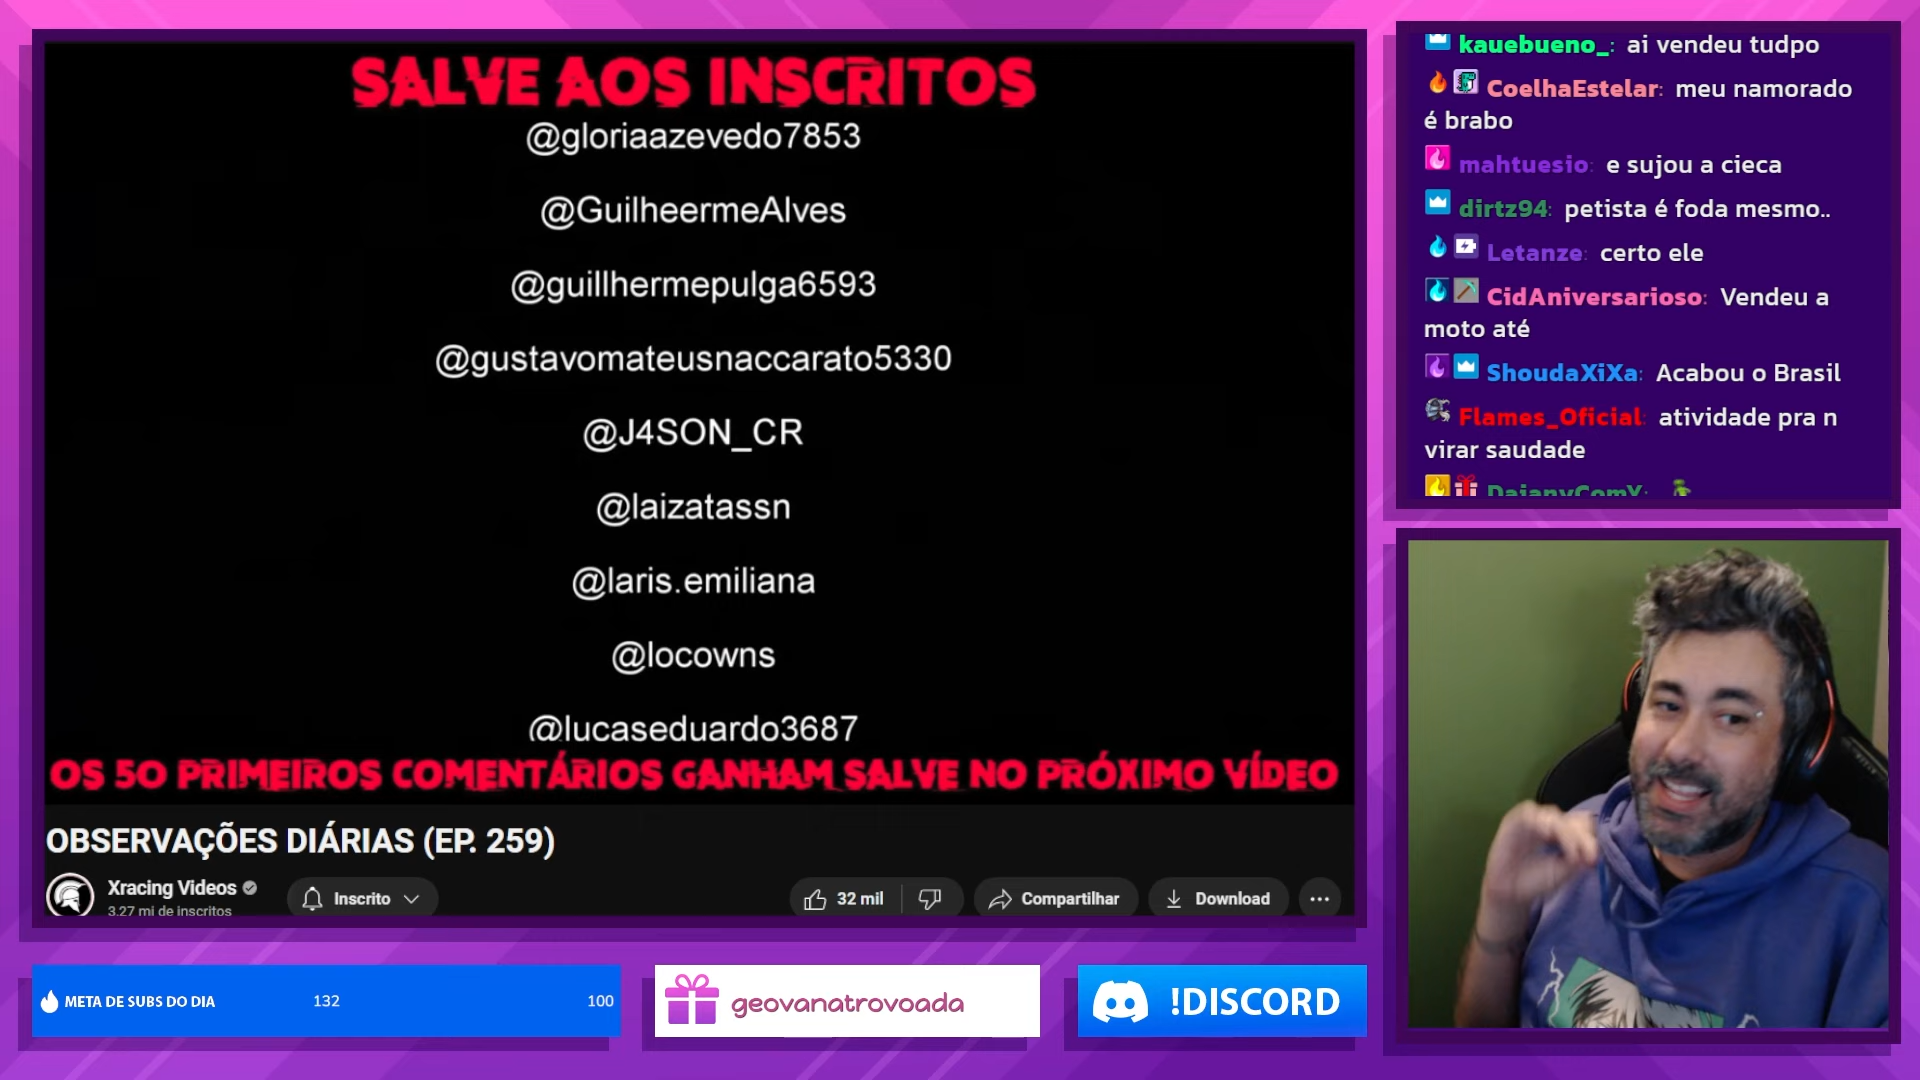 SALVE AOS INSCRITOS
@gloriaazevedo7853
@GuilheermeAlves
@guillhermepulga6593
@gustavomateusnaccarato5330
@J4SON_CR
@laizatassn
@laris.emiliana
@locowns
@lucaseduardo3687
OS 50 PRIMEIROS COMENTÁRIOS GANHAM SALVE NO PRÓXIMO VÍDEO
OBSERVAÇÕES DIÁRIAS (EP. 259)
Xracing Videos
3.27 mi de inscritos
Inscrito
32 mil
Compartilhar
Download
META DE SUBS DO DIA 132 100
geovanatrovoada
!DISCORD
kauebueno_: ai vendeu tudpo
CoelhaEstelar: meu namorado
é brabo
mahtuesio: e sujou a cieca
dirtz94: petista é foda mesmo..
Letanze: certo ele
CidAniversarioso: Vendeu a
moto até
ShoudaXiXa: Acabou o Brasil
Flames_Oficial: atividade pra n
virar saudade
DaianyComY: